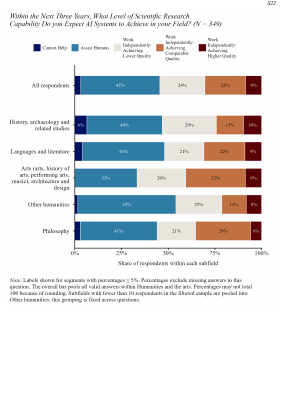 S22
Within the Next Three Years, What Level of Scientific Research
Capability Do you Expect AI Systems to Achieve in your Field? (N = 349)
Cannot Help
Assist Humans
Work
Independently:
Achieving
Lower Quality
Work
Independently:
Achieving
Comparable
Quality
Work
Independently:
Achieving
Higher Quality
All respondents
42%
24%
22%
9%
History, archaeology and
related studies
6%
40%
29%
15%
10%
Languages and literature
44%
21%
22%
9%
Arts (arts, history of
arts, performing arts,
music), architecture and
design
33%
26%
32%
9%
Other humanities
52%
25%
13%
8%
Philosophy
41%
21%
29%
6%
0%
25%
50%
75%
100%
Share of respondents within each subfield
Note. Labels shown for segments with percentages ≥ 5%. Percentages exclude missing answers to this
question. The overall bar pools all valid answers within Humanities and the arts. Percentages may not total
100 because of rounding. Subfields with fewer than 10 respondents in the filtered sample are pooled into
Other humanities; this grouping is fixed across questions.